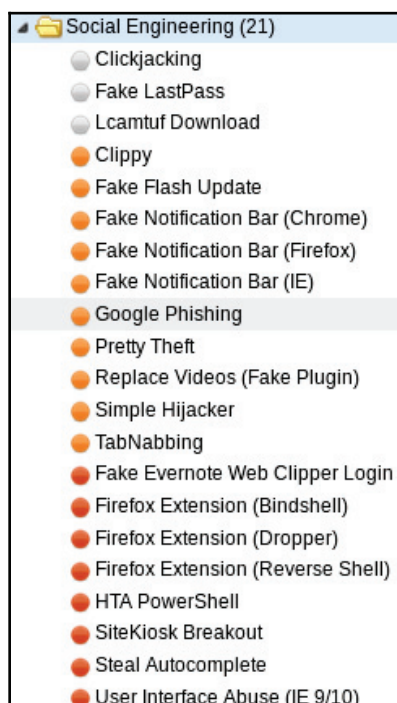 Social Engineering (21)
Clickjacking
Fake LastPass
Lcamtuf Download
Clippy
Fake Flash Update
Fake Notification Bar (Chrome)
Fake Notification Bar (Firefox)
Fake Notification Bar (IE)
Google Phishing
Pretty Theft
Replace Videos (Fake Plugin)
Simple Hijacker
TabNabbing
Fake Evernote Web Clipper Login
Firefox Extension (Bindshell)
Firefox Extension (Dropper)
Firefox Extension (Reverse Shell)
HTA PowerShell
SiteKiosk Breakout
Steal Autocomplete
User Interface Abuse (IE 9/10)